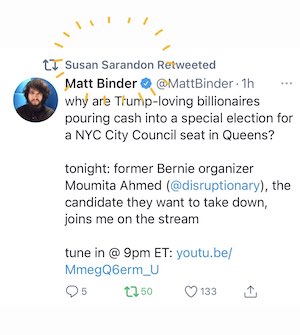 Susan Sarandon Retweeted
Matt Binder @MattBinder · 1h
why are Trump-loving billionaires
pouring cash into a special election for
a NYC City Council seat in Queens?
tonight: former Bernie organizer
Moumita Ahmed (@disruptionary), the
candidate they want to take down,
joins me on the stream
tune in @ 9pm ET: youtu.be/
MmegQ6erm_U
5 50 133